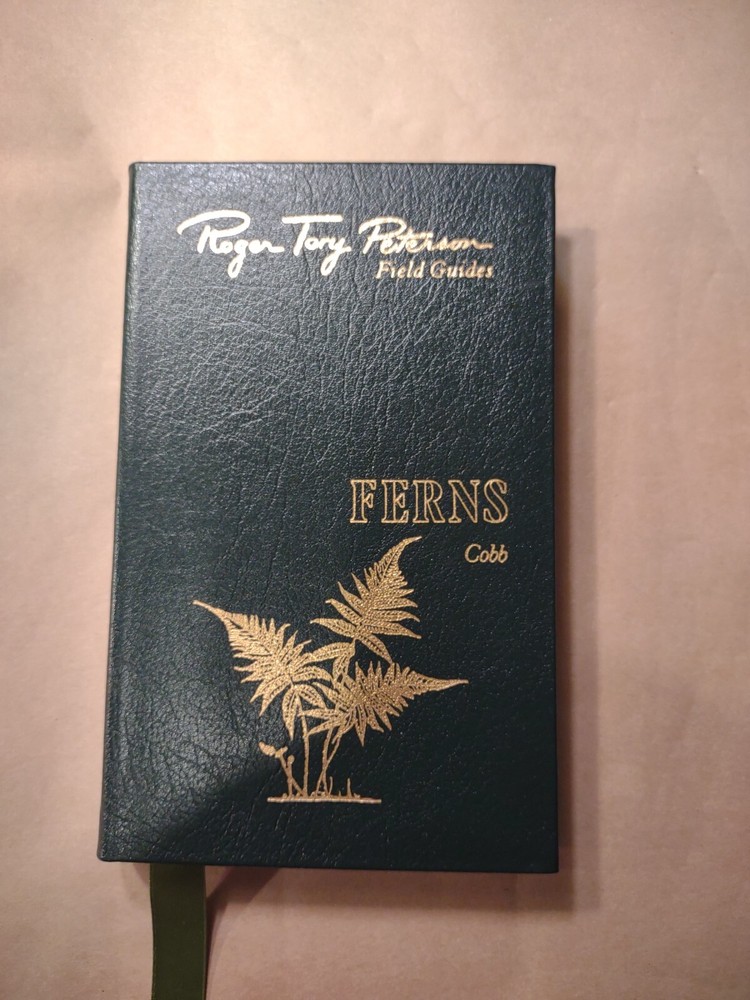 Roger Tory Peterson
Field Guides
FERNS
Cobb